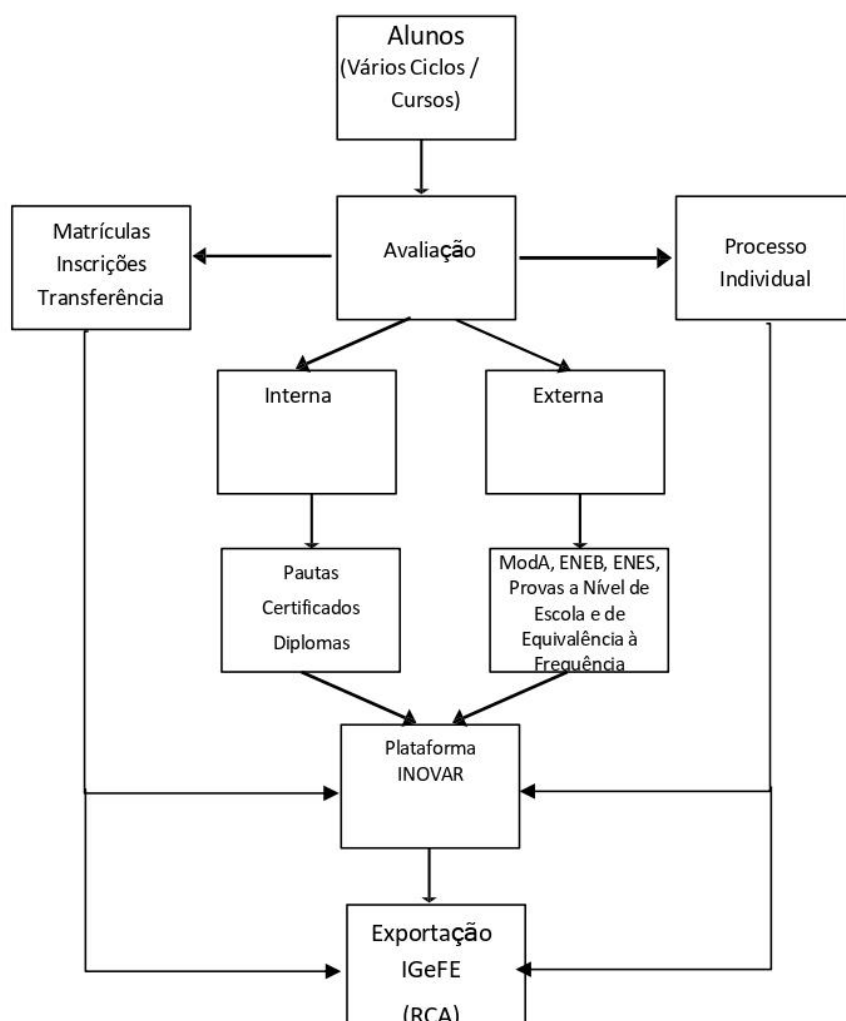 Alunos
(Vários Ciclos /
Cursos)
Matrículas
Inscrições
Transferência
Avaliação
Processo
Individual
Interna
Externa
Pautas
Certificados
Diplomas
ModA, ENEB, ENES,
Provas a Nível de
Escola e de
Equivalência à
Frequência
Plataforma
INOVAR
Exportação
IGeFE
(RCA)